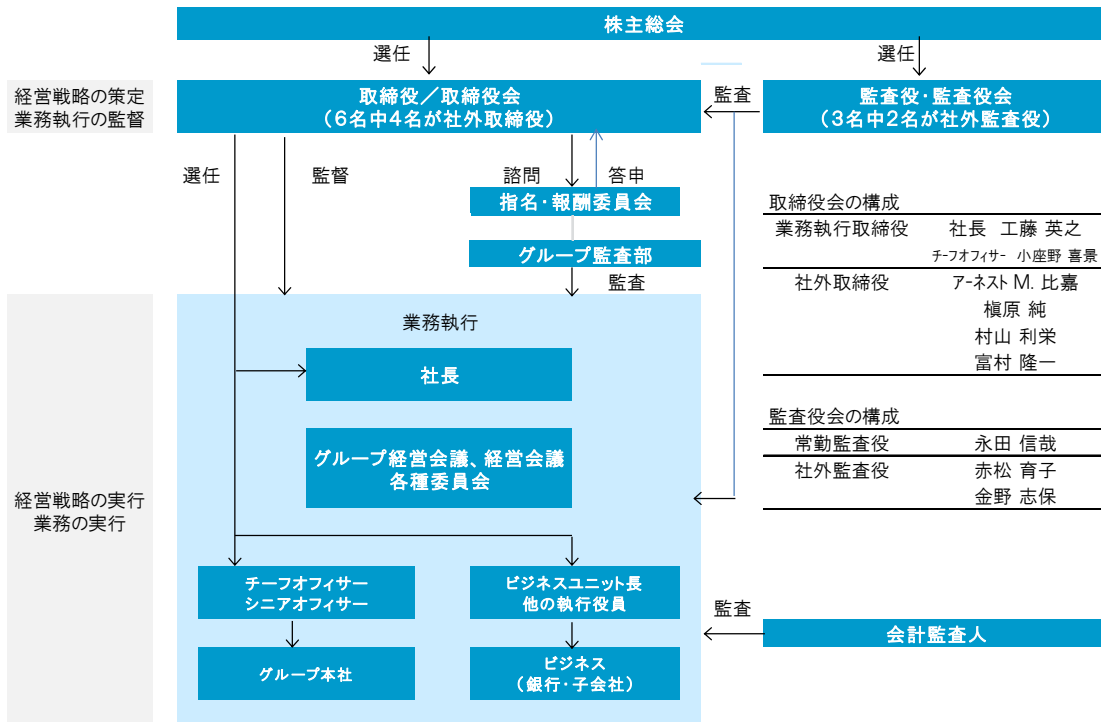 株主総会
選任
選任
経営戦略の策定
業務執行の監督
取締役／取締役会
（6名中4名が社外取締役）
監査
監査役・監査役会
（3名中2名が社外監査役）
選任
監督
諮問
答申
指名・報酬委員会
グループ監査部
監査
取締役会の構成
業務執行取締役 社長 工藤 英之
チーフオフィサー 小座野 喜景
社外取締役 アーネスト M. 比嘉
槇原 純
村山 利栄
富村 隆一
監査役会の構成
常勤監査役 永田 信哉
社外監査役 赤松 育子
金野 志保
経営戦略の実行
業務の実行
業務執行
社長
グループ経営会議、経営会議
各種委員会
チーフオフィサー
シニアオフィサー
ビジネスユニット長
他の執行役員
グループ本社
ビジネス
（銀行・子会社）
監査
会計監査人